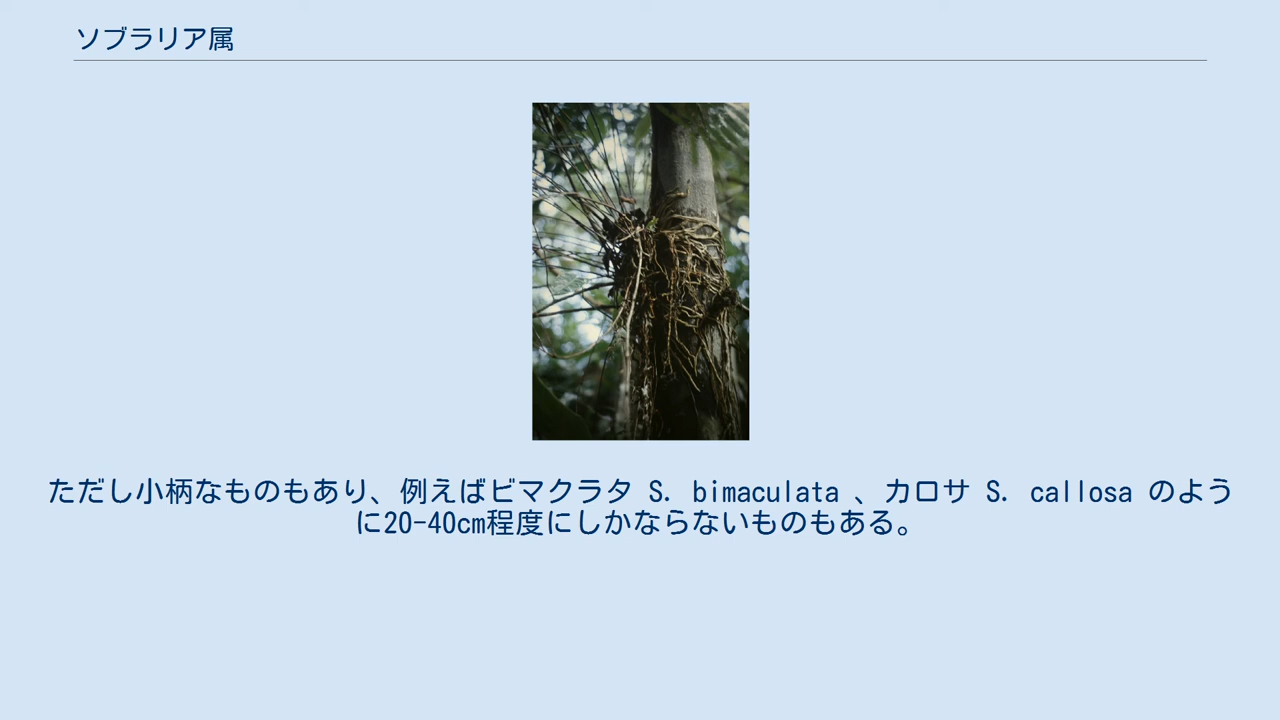 ソブラリア属
ただし小柄なものもあり、例えばビマクラタ S. bimaculata 、カロサ S. callosa のよう
に20-40cm程度にしかならないものもある。